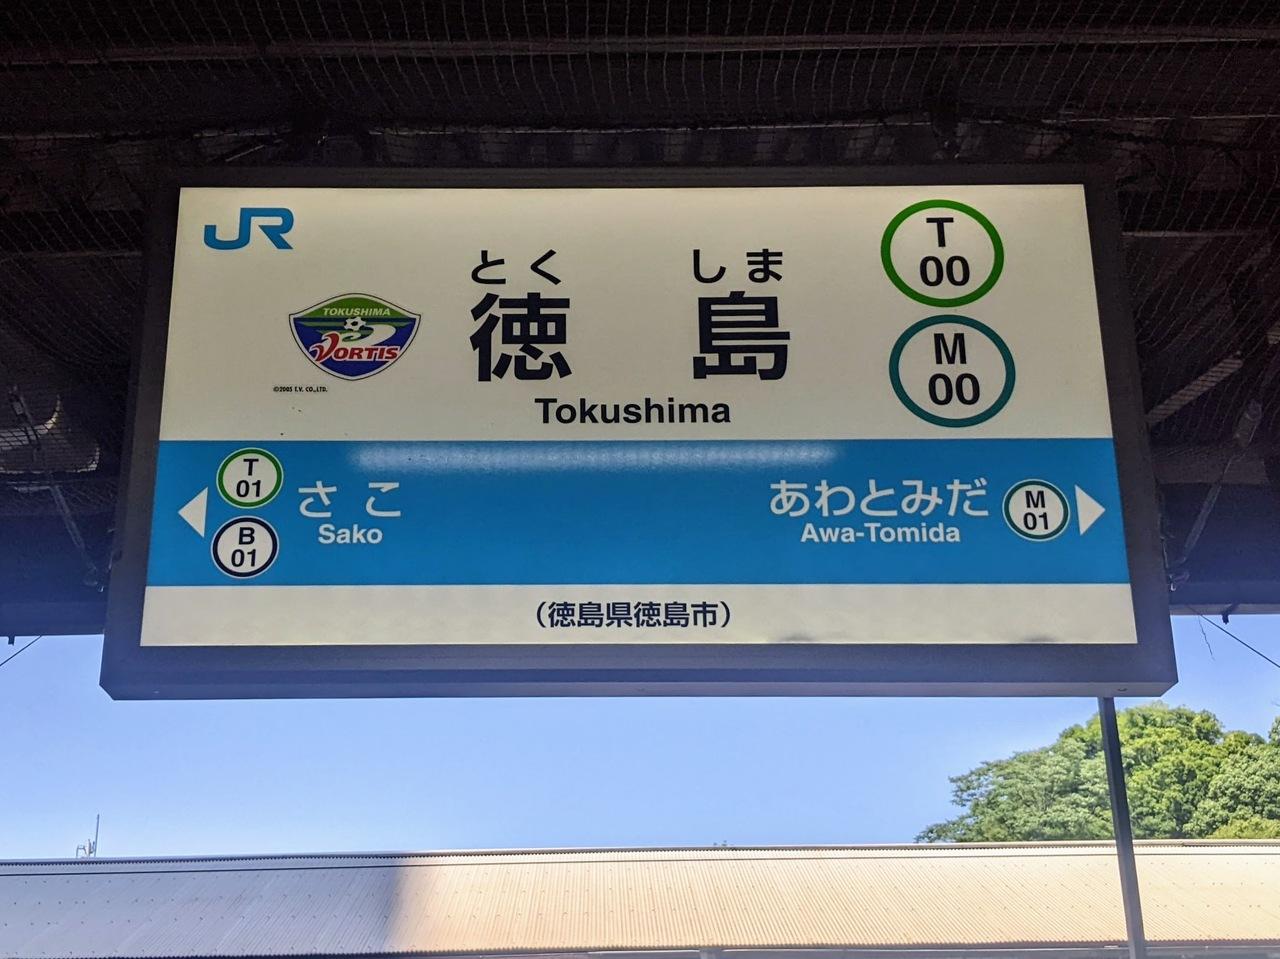 JR
TOKUSHIMA
VORTIS
©2005 T.V. CO.,LTD.
とくしま
徳島
Tokushima
T
00
M
00
T
01
B
01
さこ
Sako
あわとみだ
Awa-Tomida
M
01
(徳島県徳島市)